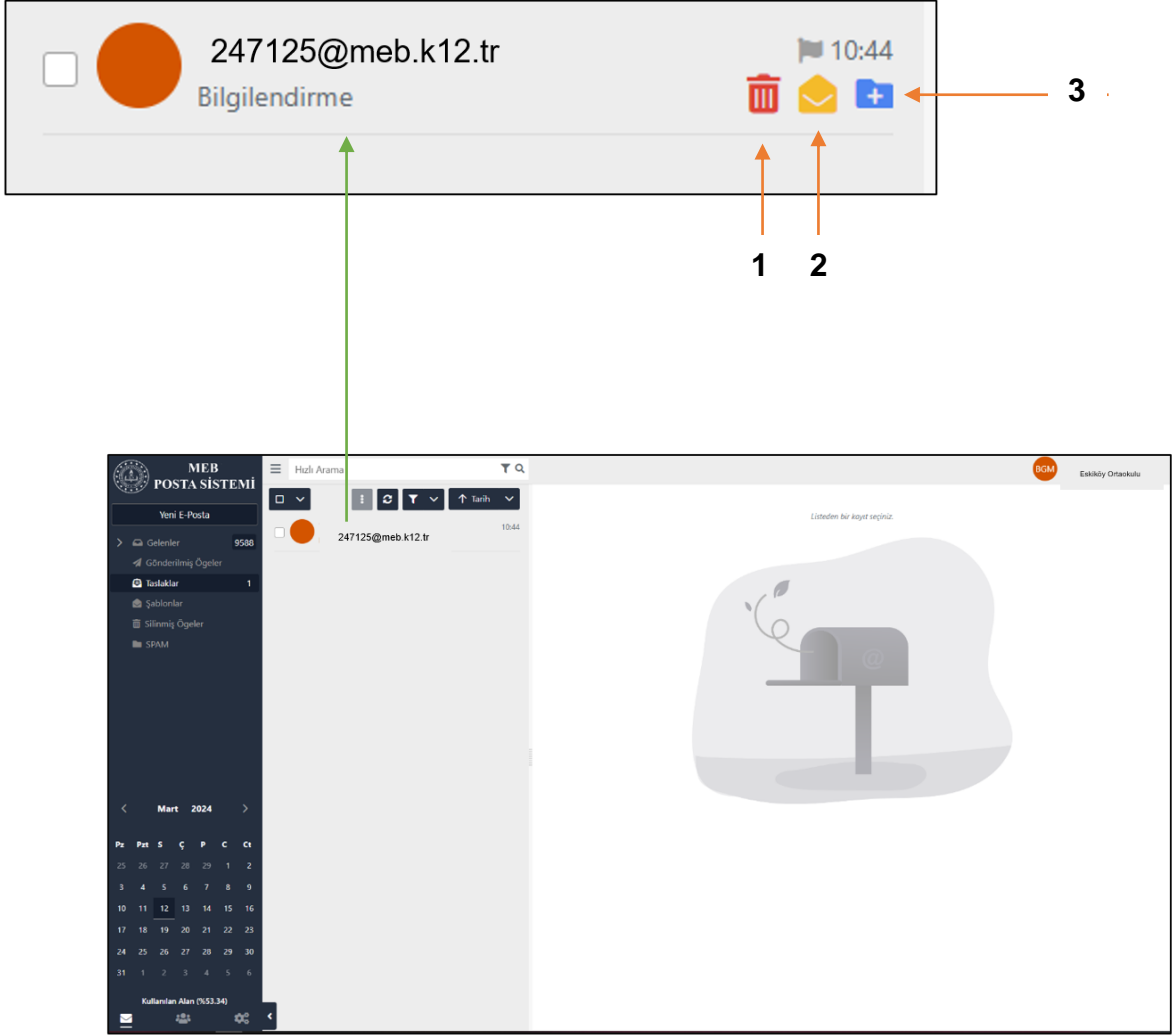 247125@meb.k12.tr
10:44
Bilgilendirme
3
1
2
MEB
POSTA SİSTEMİ
Hızlı Arama
BGM
Eskiköy Ortaokulu
Yeni E-Posta
Tarih
Listeden bir kayıt seçiniz.
10:44
247125@meb.k12.tr
Gelenler 9588
Gönderilmiş Ögeler
Taslaklar 1
Şablonlar
Silinmiş Ögeler
SPAM
@
Mart 2024
Pz Pzt S Ç P C Ct
25 26 27 28 29 1 2
3 4 5 6 7 8 9
10 11 12 13 14 15 16
17 18 19 20 21 22 23
24 25 26 27 28 29 30
31 1 2 3 4 5 6
Kullanılan Alan (%53.34)